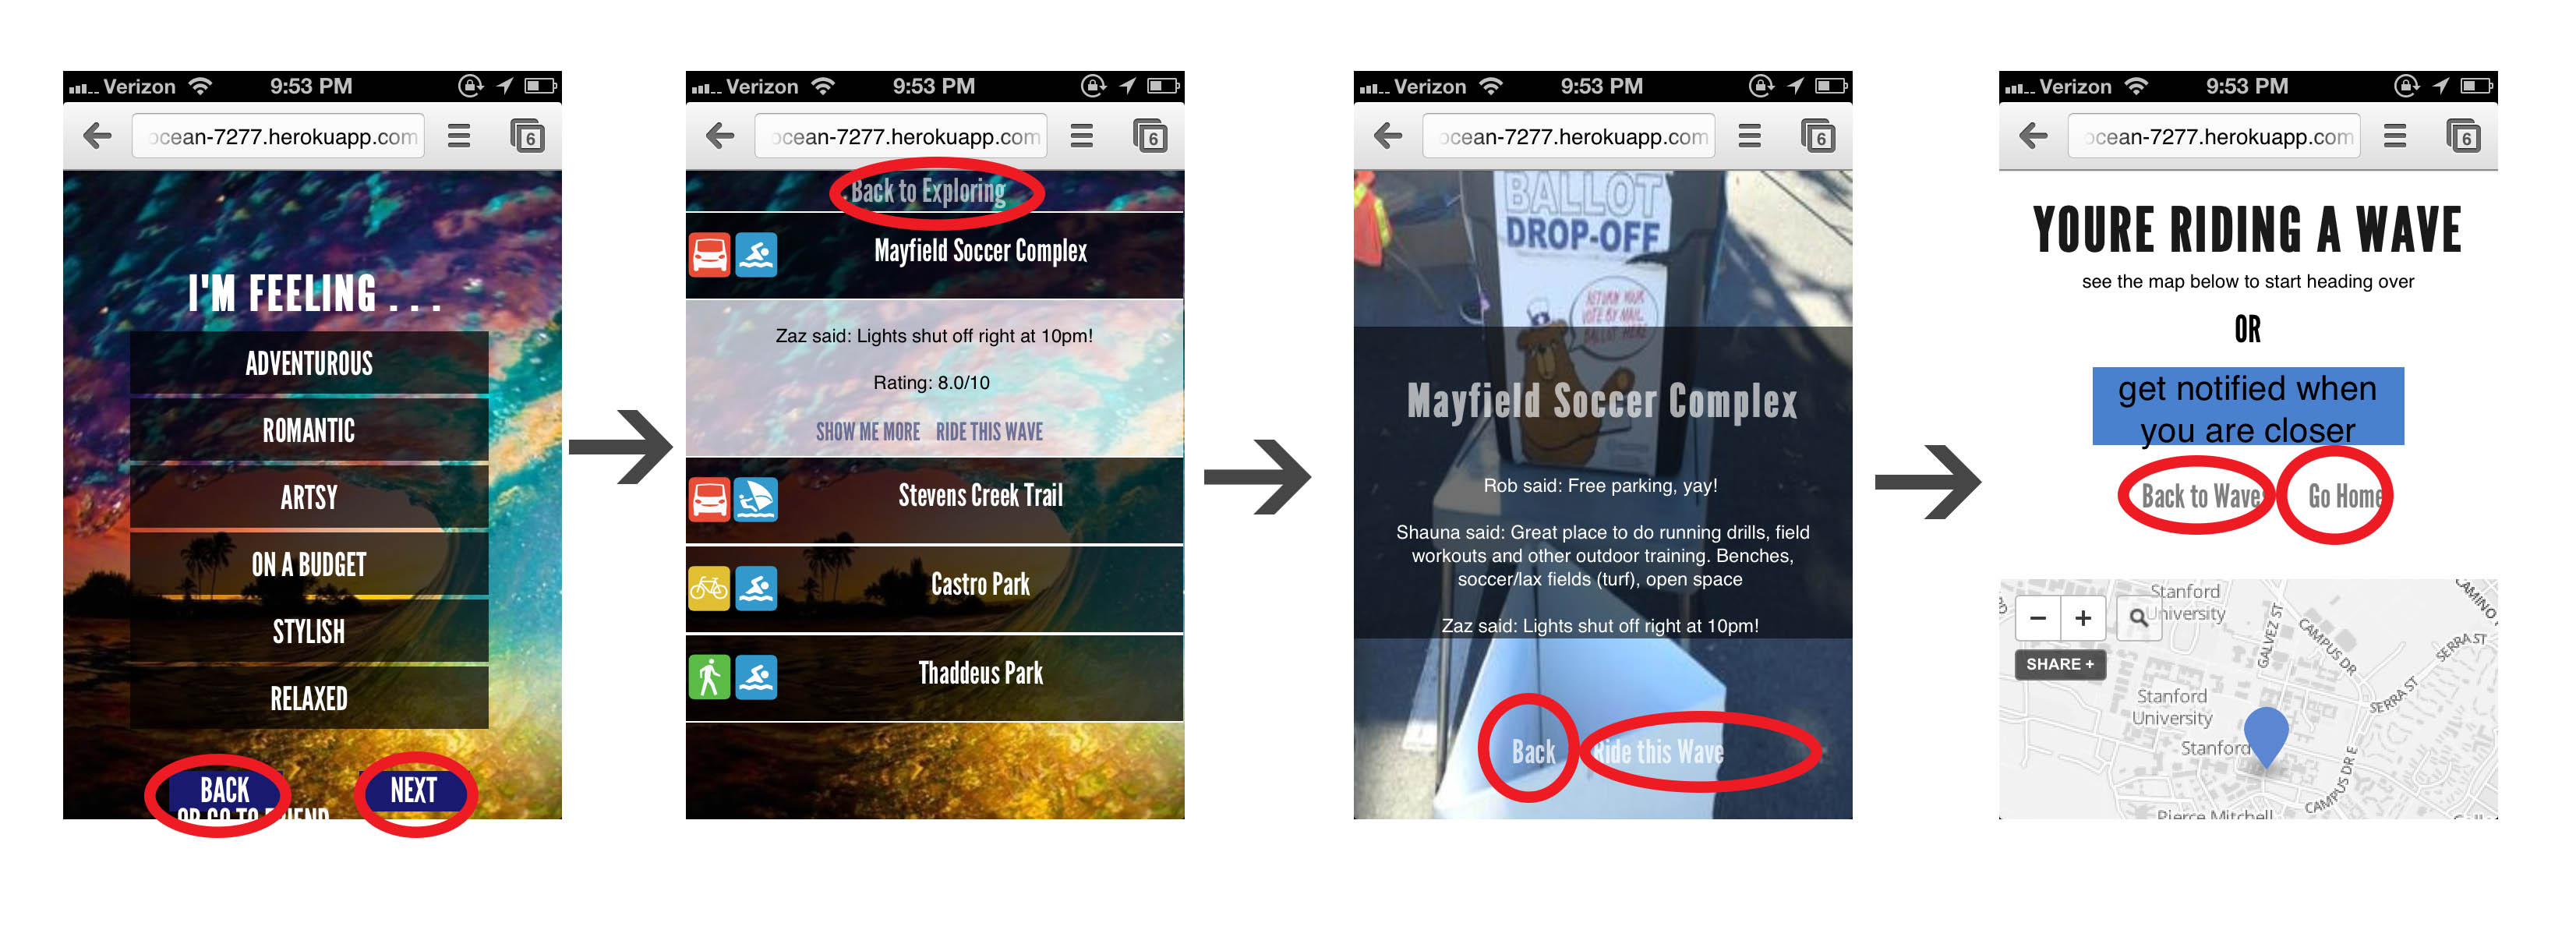 Verizon 9:53 PM
ocean-7277.herokuapp.com 6
I'M FEELING . . .
ADVENTUROUS
ROMANTIC
ARTSY
ON A BUDGET
STYLISH
RELAXED
BACK NEXT
OR GO TO
Verizon 9:53 PM
ocean-7277.herokuapp.com 6
Back to Exploring
Mayfield Soccer Complex
Zaz said: Lights shut off right at 10pm!
Rating: 8.0/10
SHOW ME MORE RIDE THIS WAVE
Stevens Creek Trail
Castro Park
Thaddeus Park
Verizon 9:53 PM
ocean-7277.herokuapp.com 6
BALLOT
DROP-OFF
RETURN YOUR
VOTE BY MAIL
BALLOT HERE
Mayfield Soccer Complex
Rob said: Free parking, yay!
Shauna said: Great place to do running drills, field
workouts and other outdoor training. Benches,
soccer/lax fields (turf), open space
Zaz said: Lights shut off right at 10pm!
Back Ride this Wave
Verizon 9:53 PM
ocean-7277.herokuapp.com 6
YOURE RIDING A WAVE
see the map below to start heading over
OR
get notified when
you are closer
Back to Wave Go Home
Stanford
University
SHARE +
GALVEZ ST
CAMPUS DR
SERRA ST
CAMINO
Stanford
University
SERRA ST
Stanford
CAMPUS DR E
Pierce Mitchell